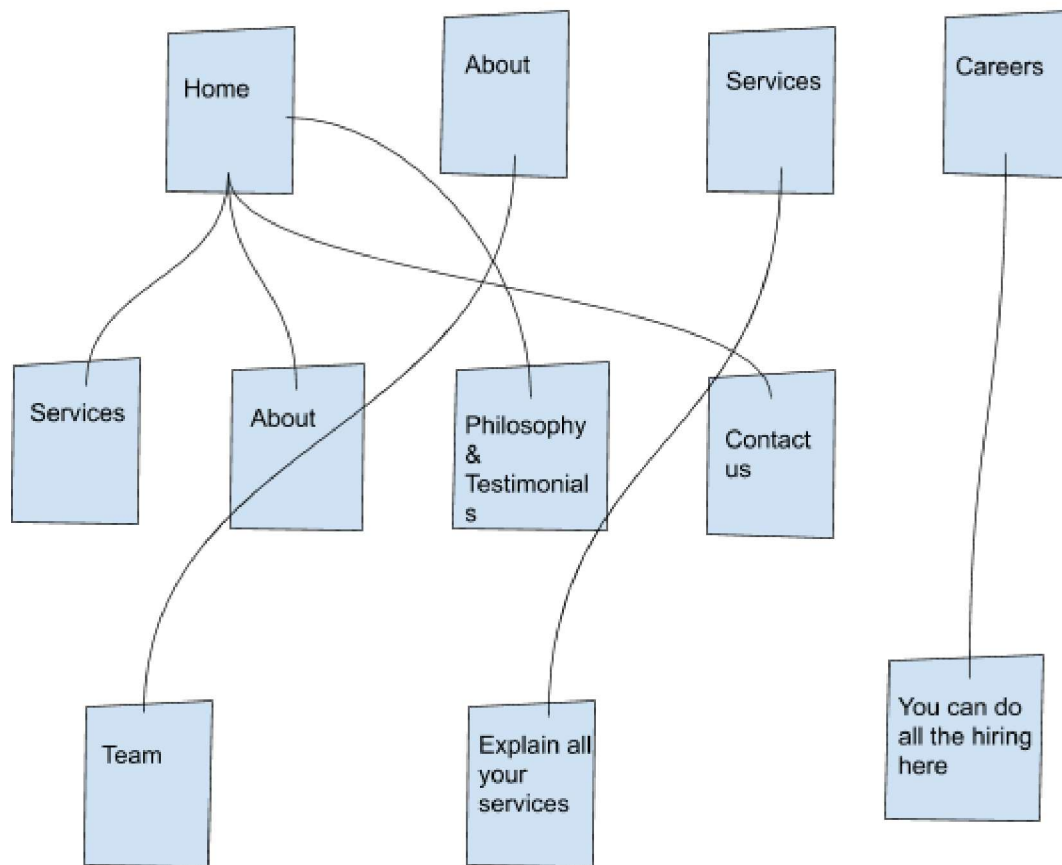 Home
About
Services
Careers
Services
About
Philosophy
&
Testimonial
s
Contact
us
Team
Explain all
your
services
You can do
all the hiring
here